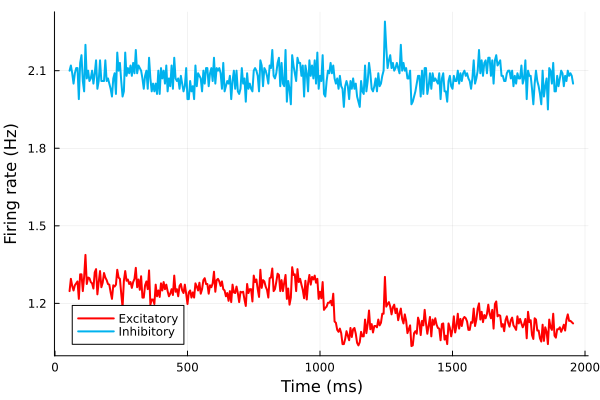 Firing rate (Hz)
2.1
1.8
1.5
1.2
Excitatory
Inhibitory
0
500
1000
1500
2000
Time (ms)